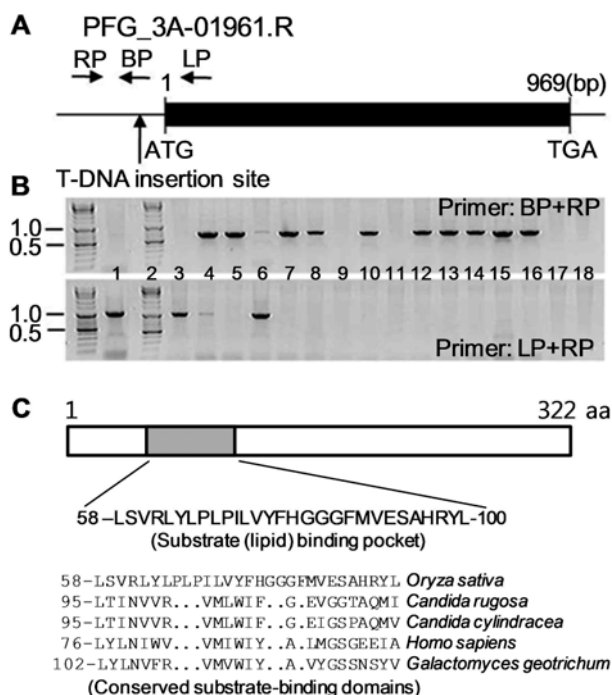 A
PFG_3A-01961.R
RP BP LP
1 969(bp)
ATG TGA
T-DNA insertion site
B
Primer: BP+RP
1.0
0.5
1 2 3 4 5 6 7 8 9 10 11 12 13 14 15 16 17 18
1.0
0.5
Primer: LP+RP
C
1 322 aa
58–LSVRLYLPLPILVYFHGGGFMVESAHRYL-100
(Substrate (lipid) binding pocket)
58–LSVRLYLPLPILVYFHGGGFMVESAHRYL Oryza sativa
95–LTINVVR...VMLWIF..G.EVGGTAQMI Candida rugosa
95–LTINVVR...VMLWIF..G.EIGSPAQMV Candida cylindracea
76–LYLNIWV...VMIWIY..A.LMGSGEEIA Homo sapiens
102–LYLNVFR...VMVWIY..A.VYGSSNSYV Galactomyces geotrichum
(Conserved substrate-binding domains)